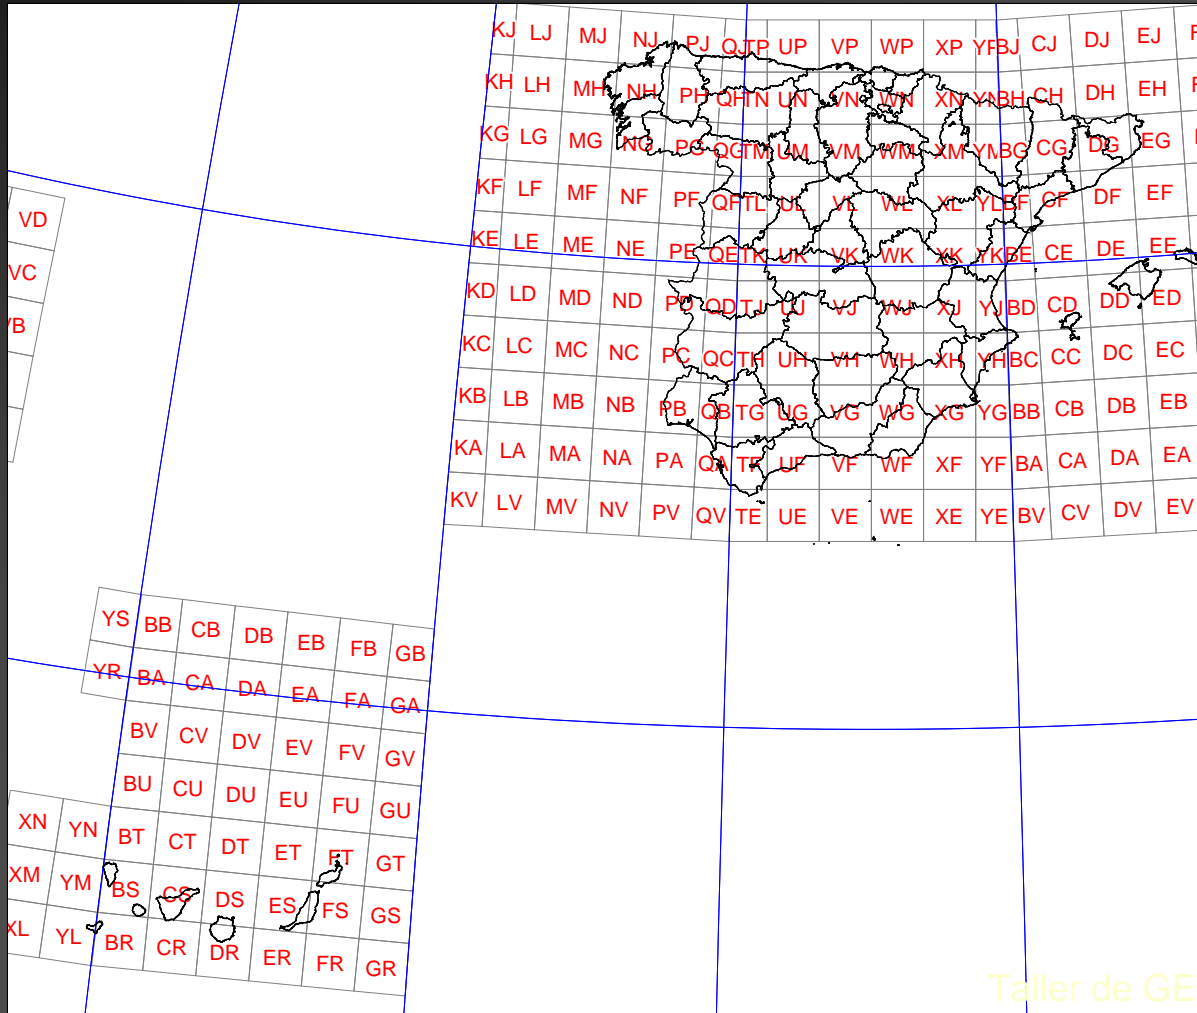 KJ LJ MJ NJ PJ QJ TP UP VP WP XP YP BJ CJ DJ EJ
KH LH MH NH PH QH TN UN VN WN XN YN BH CH DH EH
KG LG MG NG PG QG TM UM VM WM XM YM BG CG DG EG
KF LF MF NF PF QF TL UL VL WL XL YL BF CF DF EF
VD
KE LE ME NE PE QE TK UK VK WK XK YK BE CE DE EE
VC
KD LD MD ND PD QD TJ UJ VJ WJ XJ YJ BD CD DD ED
VB
KC LC MC NC PC QC TH UH VH WH XH YH BC CC DC EC
KB LB MB NB PB QB TG UG VG WG XG YG BB CB DB EB
KA LA MA NA PA QA TF UF VF WF XF YF BA CA DA EA
KV LV MV NV PV QV TE UE VE WE XE YE BV CV DV EV
YS BB CB DB EB FB GB
YR BA CA DA EA FA GA
BV CV DV EV FV GV
BU CU DU EU FU GU
XN YN BT CT DT ET FT GT
XM YM BS CS DS ES FS GS
XL YL BR CR DR ER FR GR
Taller de GE